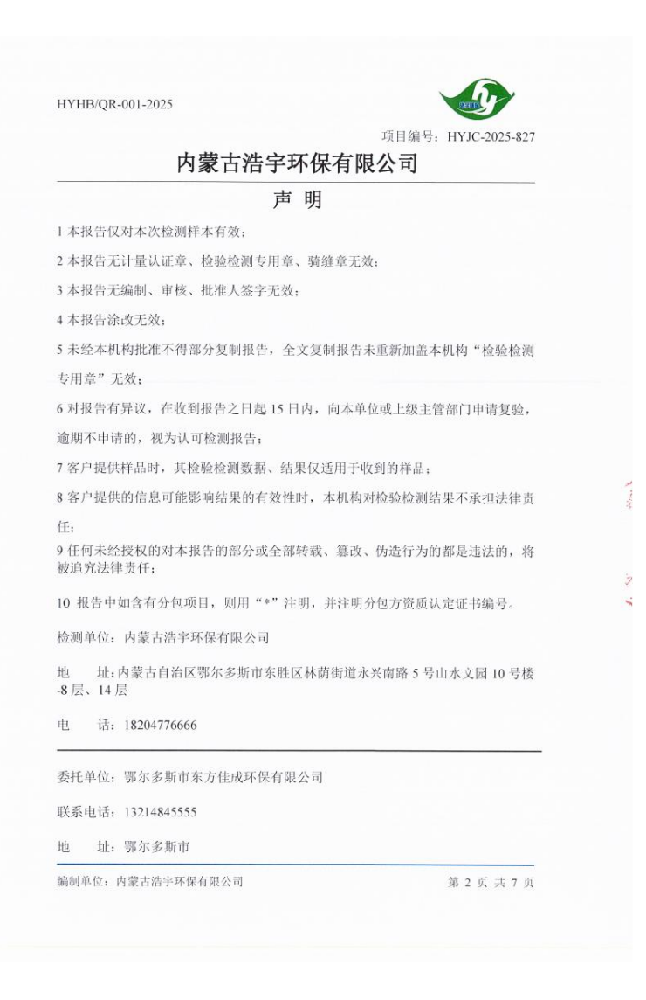 HYHB/QR-001-2025
项目编号：HYJC-2025-827
内蒙古浩宇环保有限公司
声 明
1 本报告仅对本次检测样本有效；
2 本报告无计量认证章、检验检测专用章、骑缝章无效；
3 本报告无编制、审核、批准人签字无效；
4 本报告涂改无效；
5 未经本机构批准不得部分复制报告，全文复制报告未重新加盖本机构“检验检测
专用章”无效；
6 对报告有异议，在收到报告之日起 15 日内，向本单位或上级主管部门申请复验，
逾期不申请的，视为认可检测报告；
7 客户提供样品时，其检验检测数据、结果仅适用于收到的样品；
8 客户提供的信息可能影响结果的有效性时，本机构对检验检测结果不承担法律责
任；
9 任何未经授权的对本报告的部分或全部转载、篡改、伪造行为的都是违法的，将
被追究法律责任；
10 报告中如含有分包项目，则用“*”注明，并注明分包方资质认定证书编号。
检测单位：内蒙古浩宇环保有限公司
地 址：内蒙古自治区鄂尔多斯市东胜区林荫街道永兴南路 5 号山水文园 10 号楼
-8 层、14 层
电 话：18204776666
委托单位：鄂尔多斯市东方佳成环保有限公司
联系电话：13214845555
地 址：鄂尔多斯市
编制单位：内蒙古浩宇环保有限公司 第 2 页 共 7 页